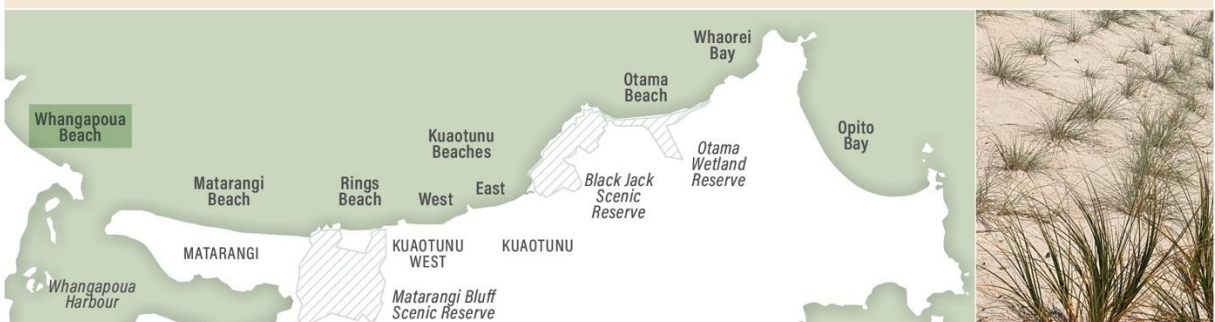 Whaorei
Bay
Otama
Beach
Whangapoua
Beach
Kuaotunu
Beaches
Opito
Bay
Otama
Wetland
Reserve
Matarangi
Beach
Rings
Beach
West
East
Black Jack
Scenic
Reserve
MATARANGI
KUAOTUNU
WEST
KUAOTUNU
Whangapoua
Harbour
Matarangi Bluff
Scenic Reserve